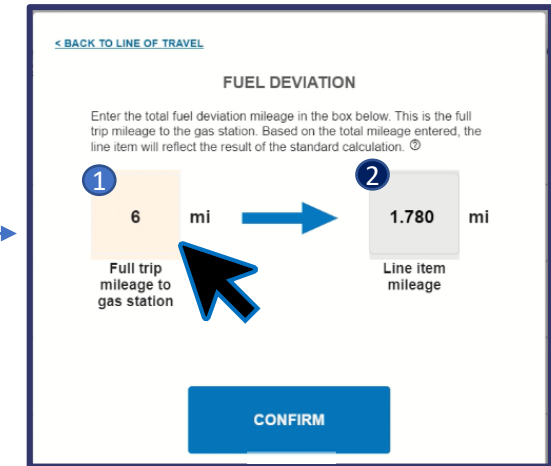 < BACK TO LINE OF TRAVEL
FUEL DEVIATION
Enter the total fuel deviation mileage in the box below. This is the full
trip mileage to the gas station. Based on the total mileage entered, the
line item will reflect the result of the standard calculation. ?
1
2
6 mi
1.780 mi
Full trip
mileage to
gas station
Line item
mileage
CONFIRM